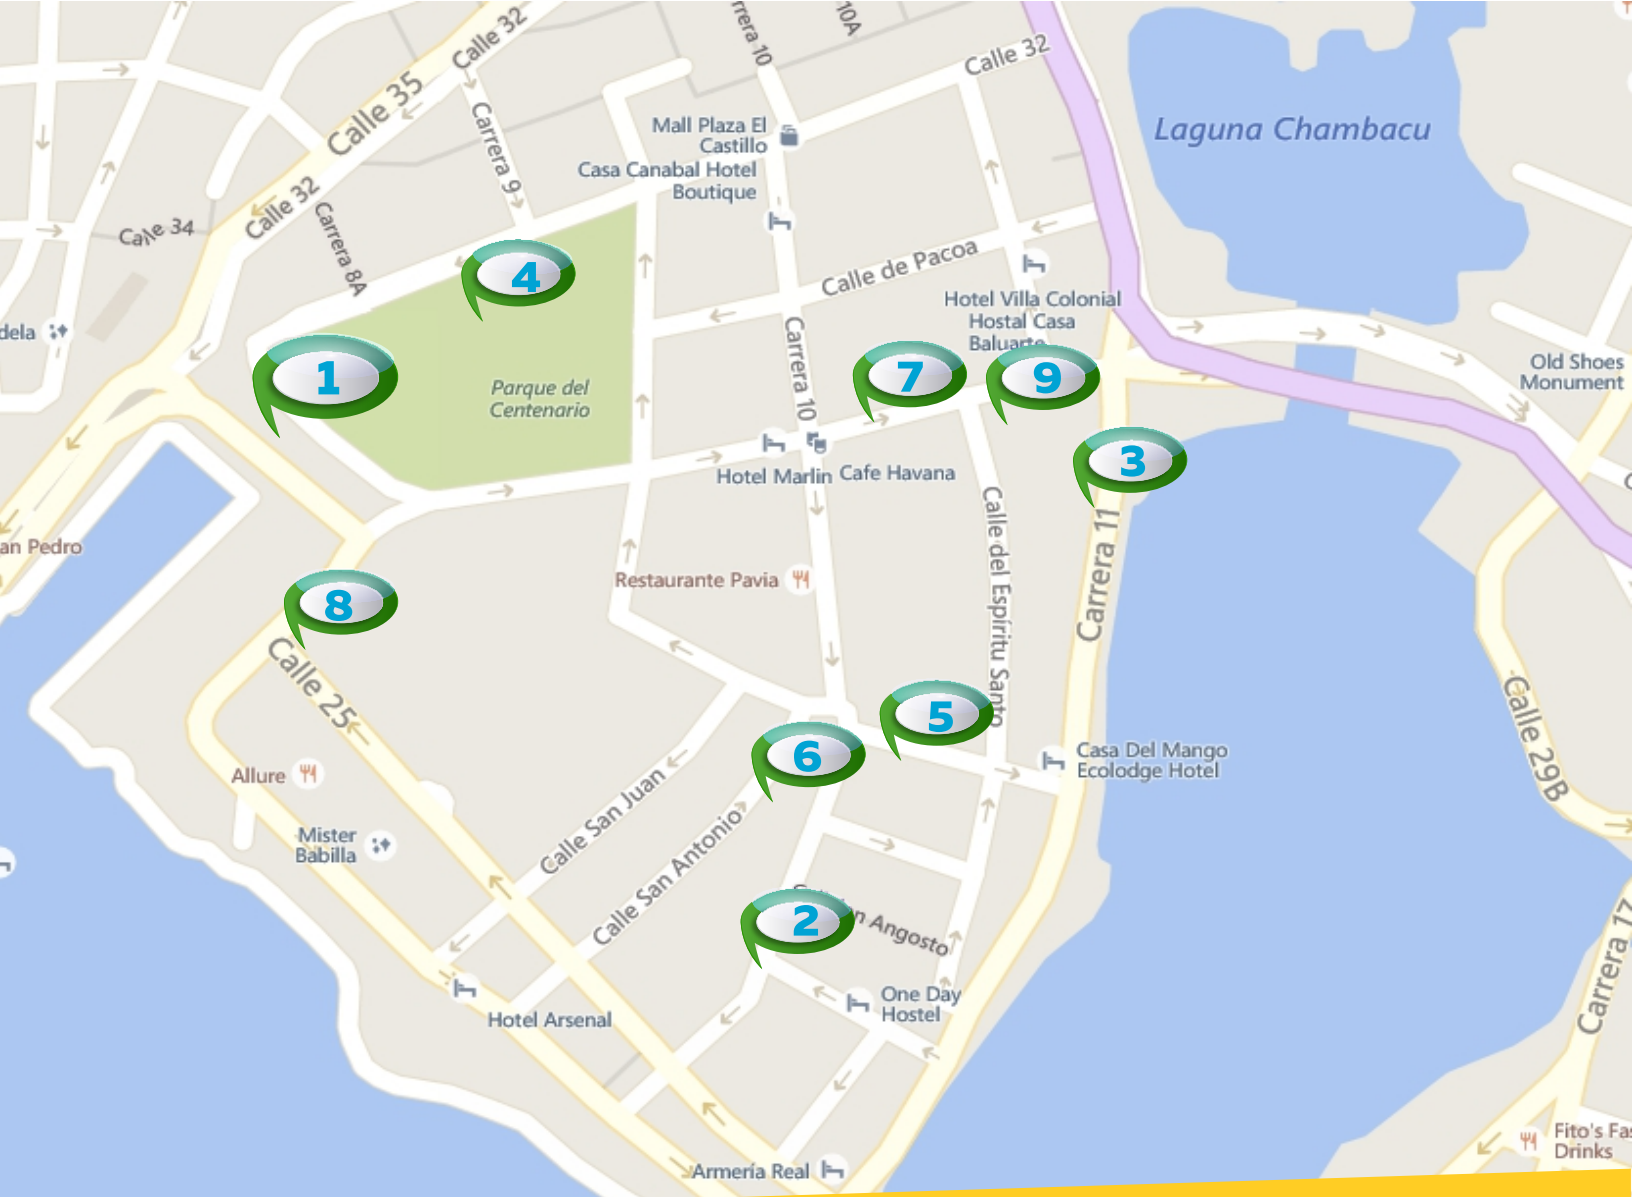 Calle 32
Carrera 10
10A
Calle 32
Calle 35
Carrera 9
Mall Plaza El
Castillo
Laguna Chambacu
Casa Canabal Hotel
Boutique
Calle 32
Calle 34
Carrera 8A
4
Calle de Pacoa
Hotel Villa Colonial
Hostal Casa
Baluarte
dela
1
Parque del
Centenario
Carrera 10
7
9
Old Shoes
Monument
3
Hotel Marlin
Cafe Havana
an Pedro
Calle del Espíritu Santo
Carrera 11
Restaurante Pavia
8
Calle 25
5
6
Casa Del Mango
Ecolodge Hotel
Calle 29B
Allure
Mister
Babilla
Calle San Juan
Calle San Antonio
2
n Angosto
Carrera 17
One Day
Hostel
Hotel Arsenal
Armería Real
Fito's Fas
Drinks